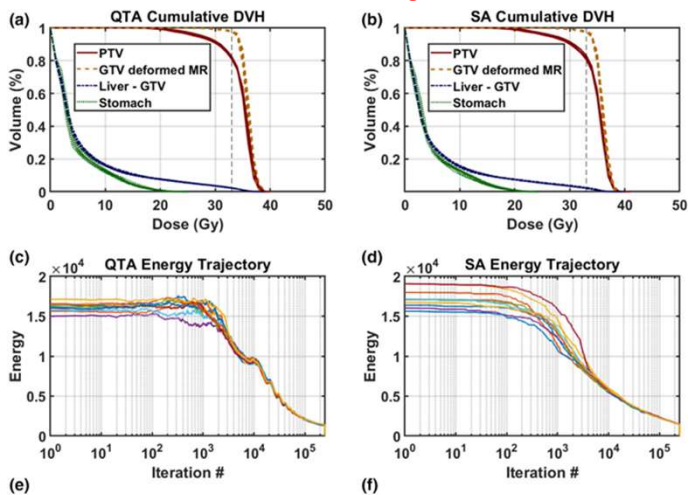 (a) QTA Cumulative DVH
Volume (%)
1
0.8
0.6
0.4
0.2
0
PTV
GTV deformed MR
Liver - GTV
Stomach
0 10 20 30 40 50
Dose (Gy)
(b) SA Cumulative DVH
Volume (%)
1
0.8
0.6
0.4
0.2
0
PTV
GTV deformed MR
Liver - GTV
Stomach
0 10 20 30 40 50
Dose (Gy)
(c) QTA Energy Trajectory
×10⁴
Energy
2
1.5
1
0.5
0
10⁰ 10¹ 10² 10³ 10⁴ 10⁵
Iteration #
(d) SA Energy Trajectory
×10⁴
Energy
2
1.5
1
0.5
0
10⁰ 10¹ 10² 10³ 10⁴ 10⁵
Iteration #
(e)
(f)